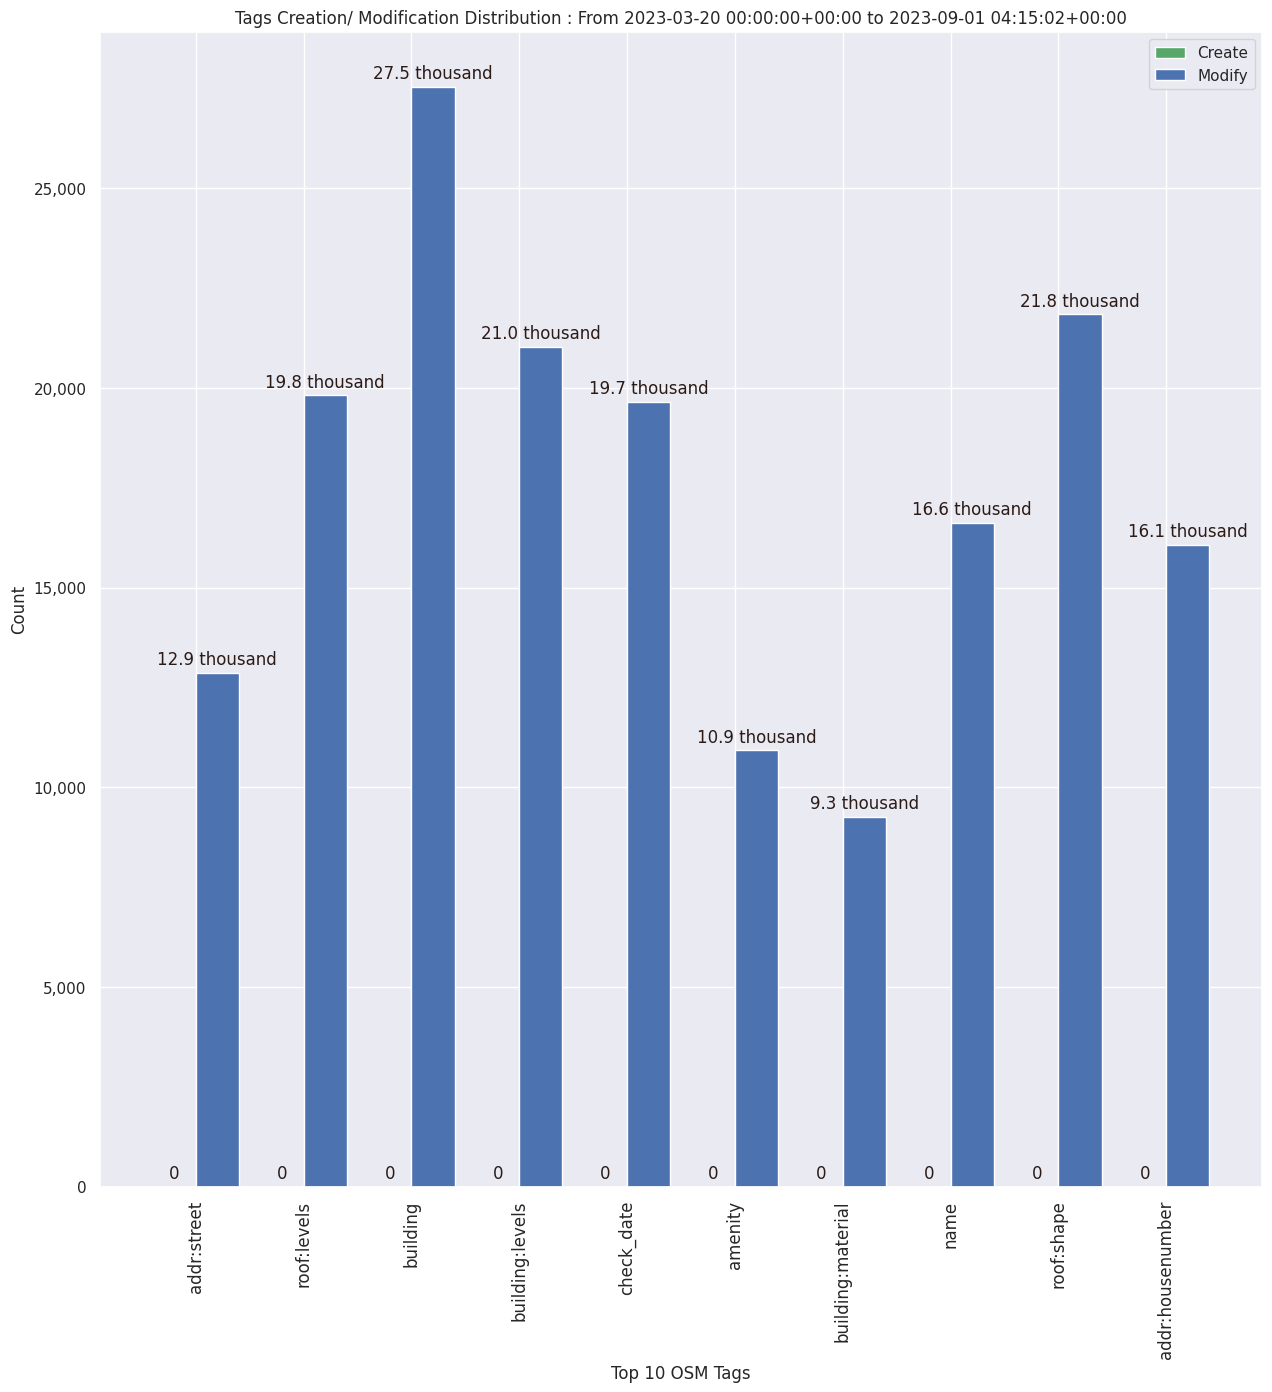 Tags Creation/ Modification Distribution : From 2023-03-20 00:00:00+00:00 to 2023-09-01 04:15:02+00:00
Create
Modify
27.5 thousand
25,000
21.8 thousand
21.0 thousand
20,000
19.8 thousand
19.7 thousand
16.6 thousand
16.1 thousand
15,000
Count
12.9 thousand
10.9 thousand
10,000
9.3 thousand
5,000
0
0
0
0
0
0
0
0
0
0
0
addr:street
roof:levels
building
building:levels
check_date
amenity
building:material
name
roof:shape
addr:housenumber
Top 10 OSM Tags